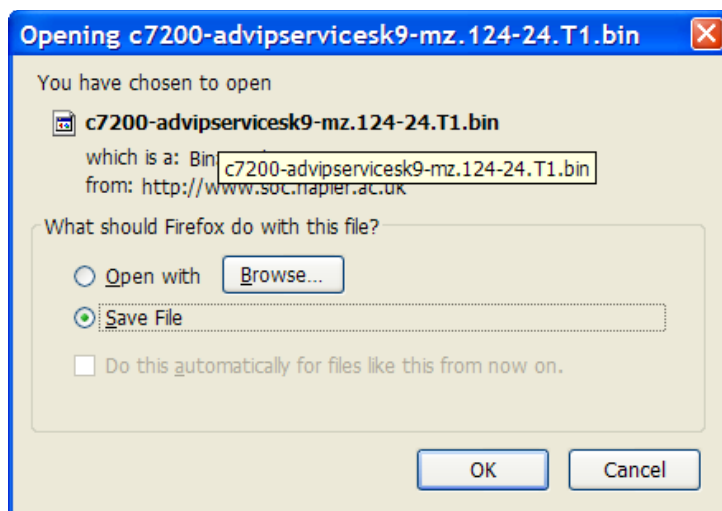 Opening c7200-advipservicesk9-mz.124-24.T1.bin
You have chosen to open
c7200-advipservicesk9-mz.124-24.T1.bin
which is a:
c7200-advipservicesk9-mz.124-24.T1.bin
from: http://www.soc.napier.ac.uk
What should Firefox do with this file?
Open with Browse...
Save File
Do this automatically for files like this from now on.
OK Cancel